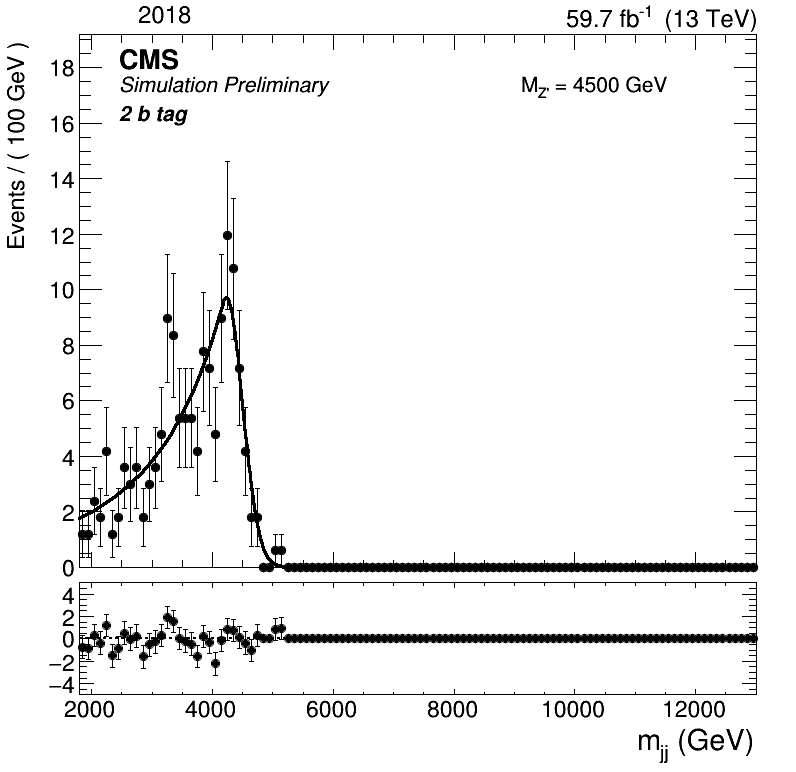 2018 59.7 fb⁻¹ (13 TeV)
CMS
Simulation Preliminary
M_Z' = 4500 GeV
2 b tag
Events / ( 100 GeV )
18
16
14
12
10
8
6
4
2
0
4
2
0
−2
−4
2000 4000 6000 8000 10000 12000
m_jj (GeV)